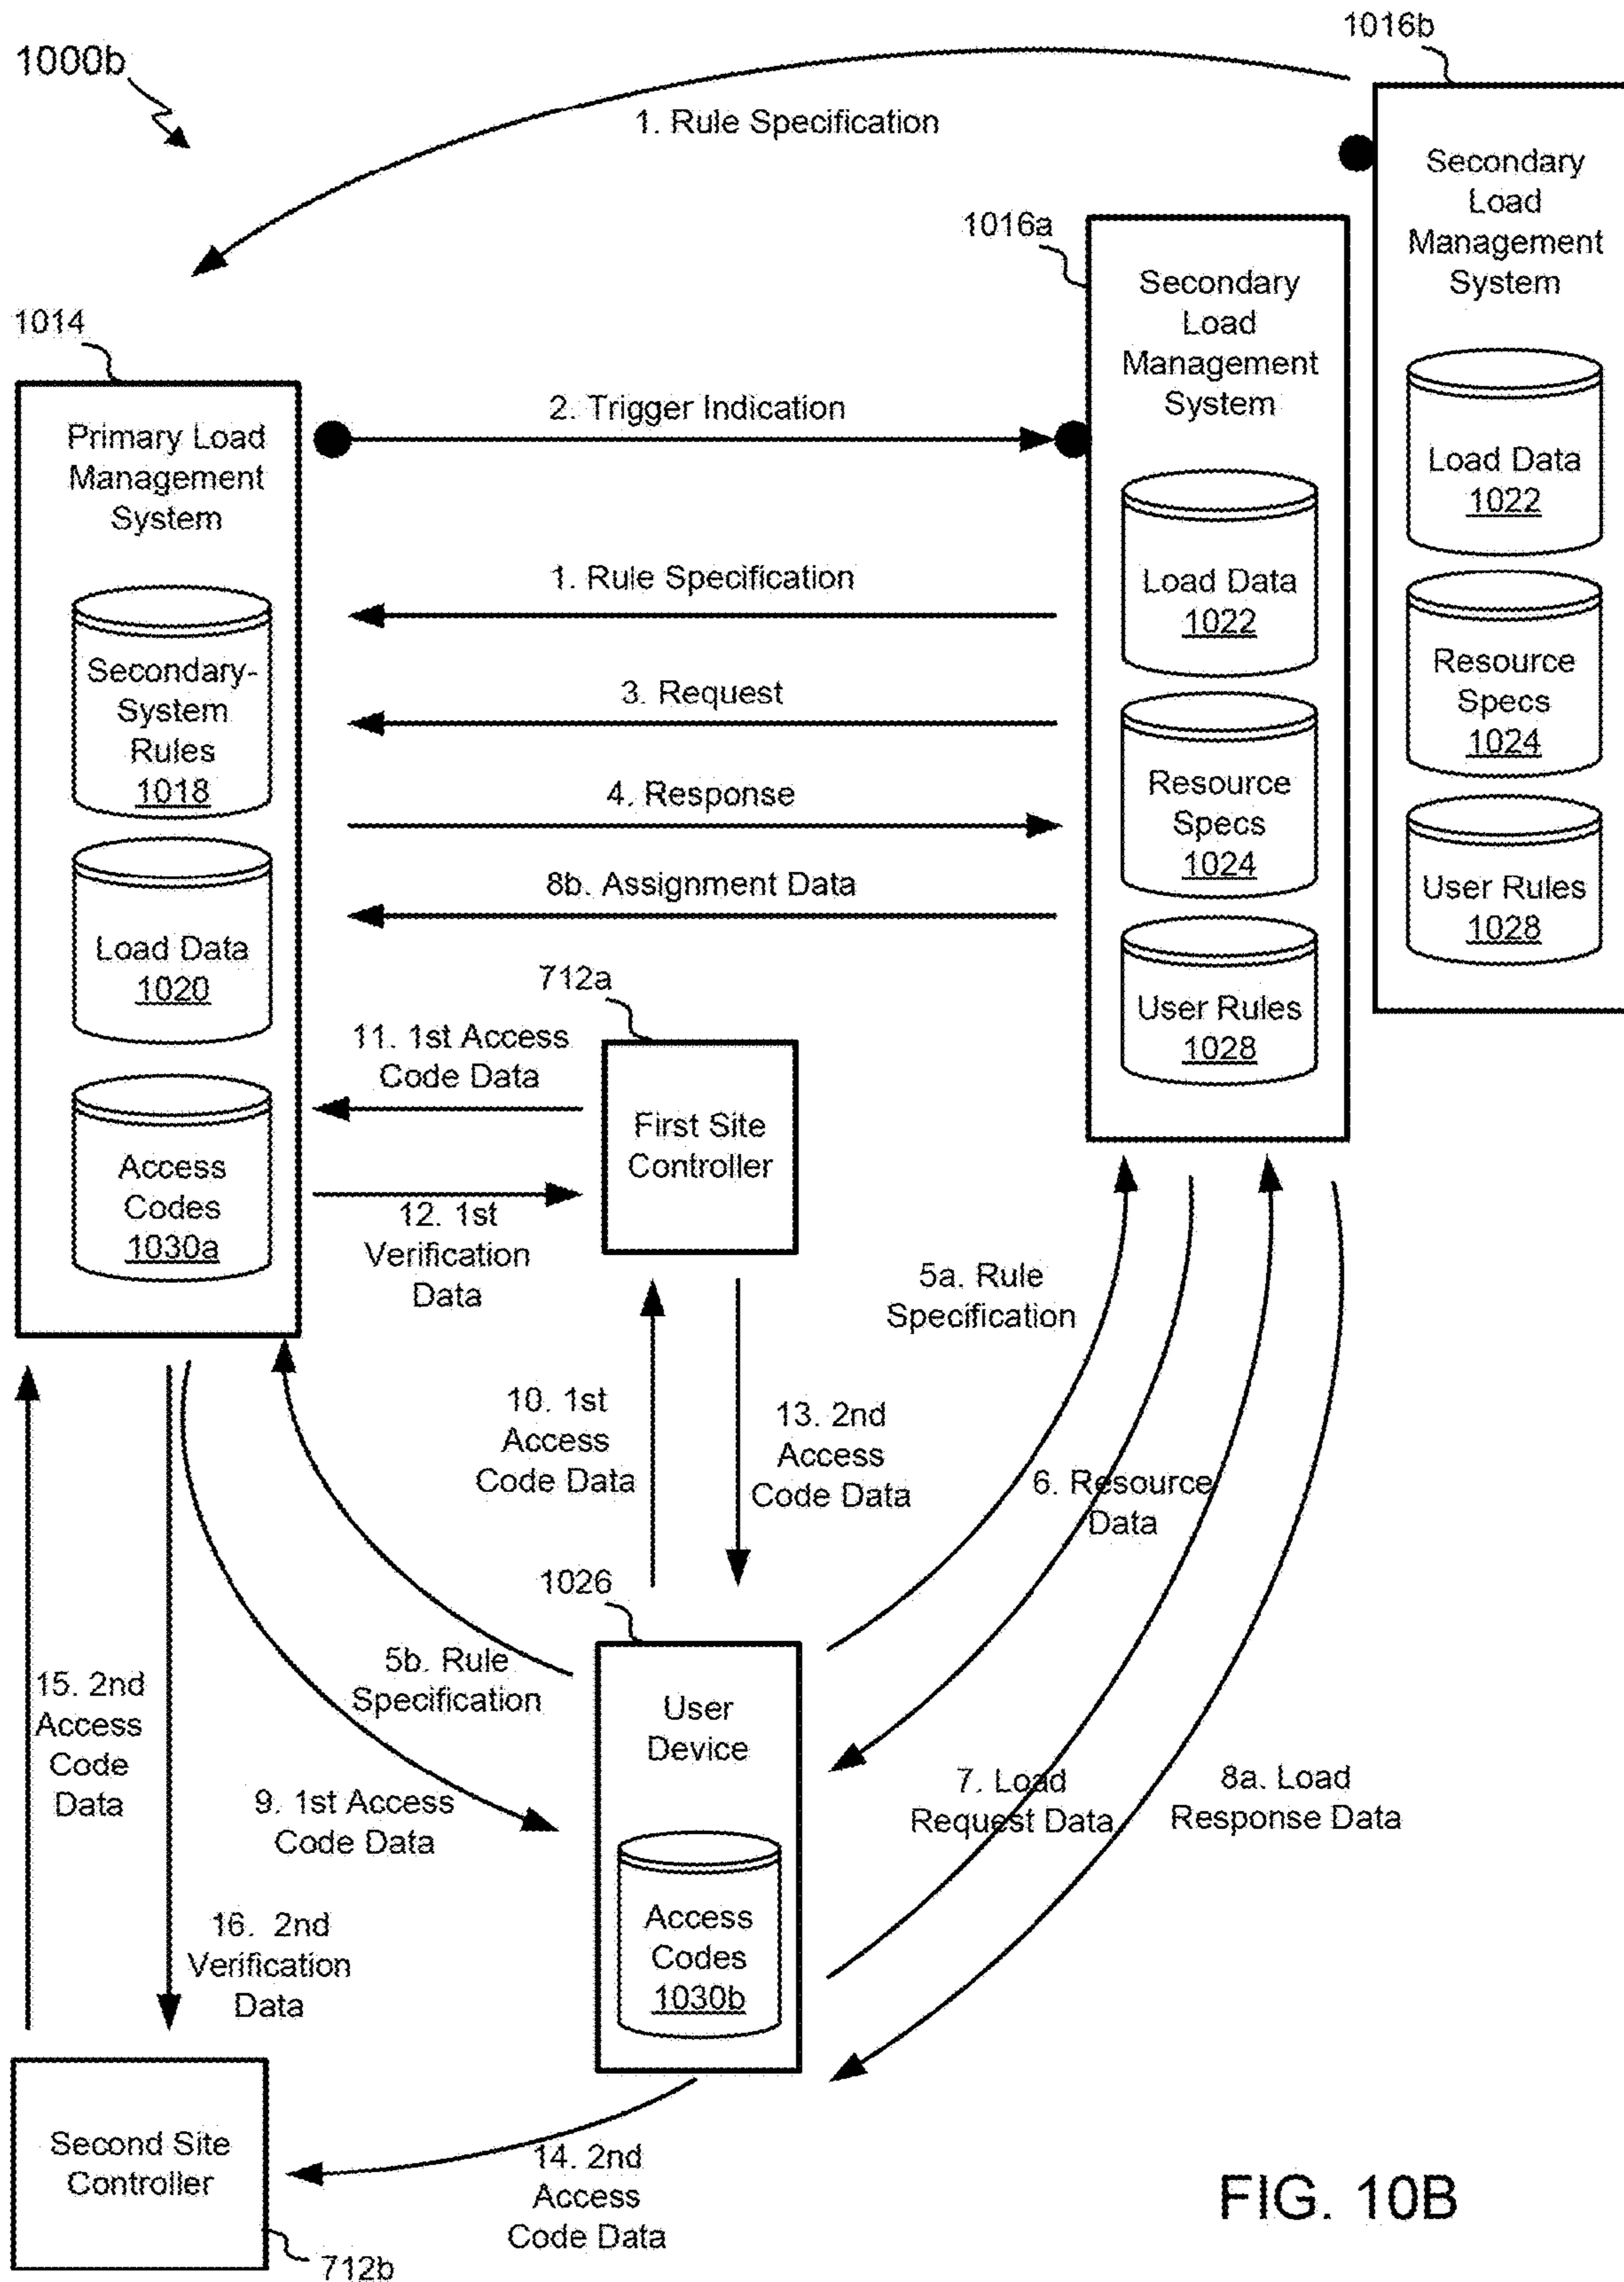 1016b
1000b
1. Rule Specification
Secondary
Load
Management
System
Load Data
1022
Resource
Specs
1024
User Rules
1028
1016a
Secondary
Load
Management
System
Load Data
1022
Resource
Specs
1024
User Rules
1028
1014
Primary Load
Management
System
Secondary-
System
Rules
1018
Load Data
1020
Access
Codes
1030a
2. Trigger Indication
1. Rule Specification
3. Request
4. Response
8b. Assignment Data
712a
11. 1st Access
Code Data
First Site
Controller
12. 1st
Verification
Data
5a. Rule
Specification
10. 1st
Access
Code Data
13. 2nd
Access
Code Data
6. Resource
Data
1026
User
Device
Access
Codes
1030b
5b. Rule
Specification
15. 2nd
Access
Code
Data
9. 1st Access
Code Data
7. Load
Request Data
8a. Load
Response Data
16. 2nd
Verification
Data
Second Site
Controller
712b
14. 2nd
Access
Code Data
FIG. 10B